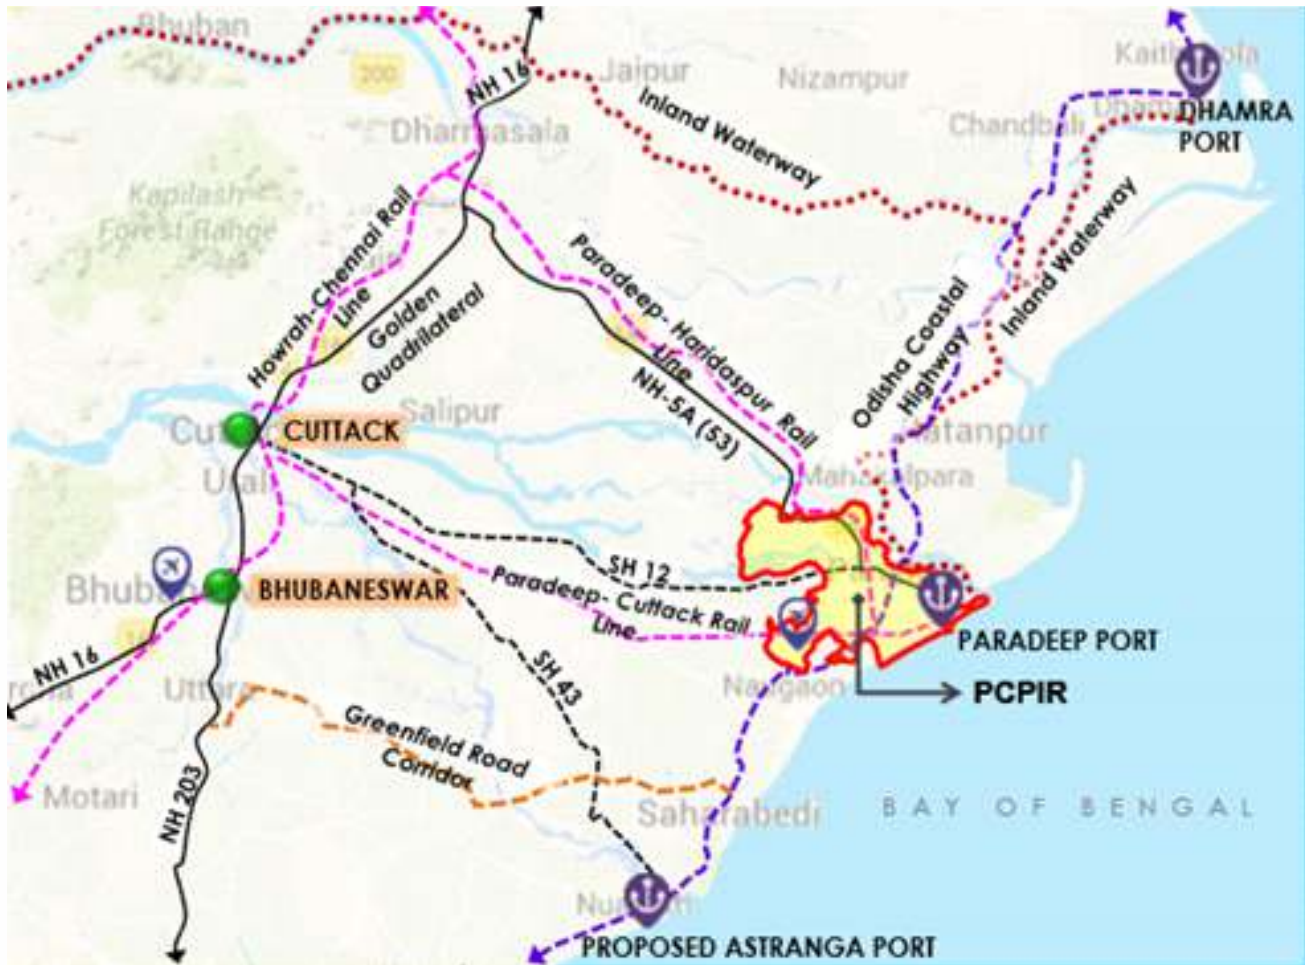 Bhuban
200
NH 16
Jaipur
Nizampur
Inland Waterway
Chandbali
DHAMRA
PORT
Dharmasala
Kapilash
Forest Range
Howrah-Chennai Rail
Line
Golden
Quadrilateral
Paradeep- Haridaspur Rail
Line
NH-5A (53)
Odisha Coastal
Highway
Inland Waterway
Salipur
CUTTACK
Mahakalpara
BHUBANESWAR
SH 12
Paradeep- Cuttack Rail
Line
PARADEEP PORT
PCPIR
NH 16
SH 43
Naugaon
Greenfield Road
Corridor
Motari
NH 203
Saharabedi
BAY OF BENGAL
PROPOSED ASTRANGA PORT